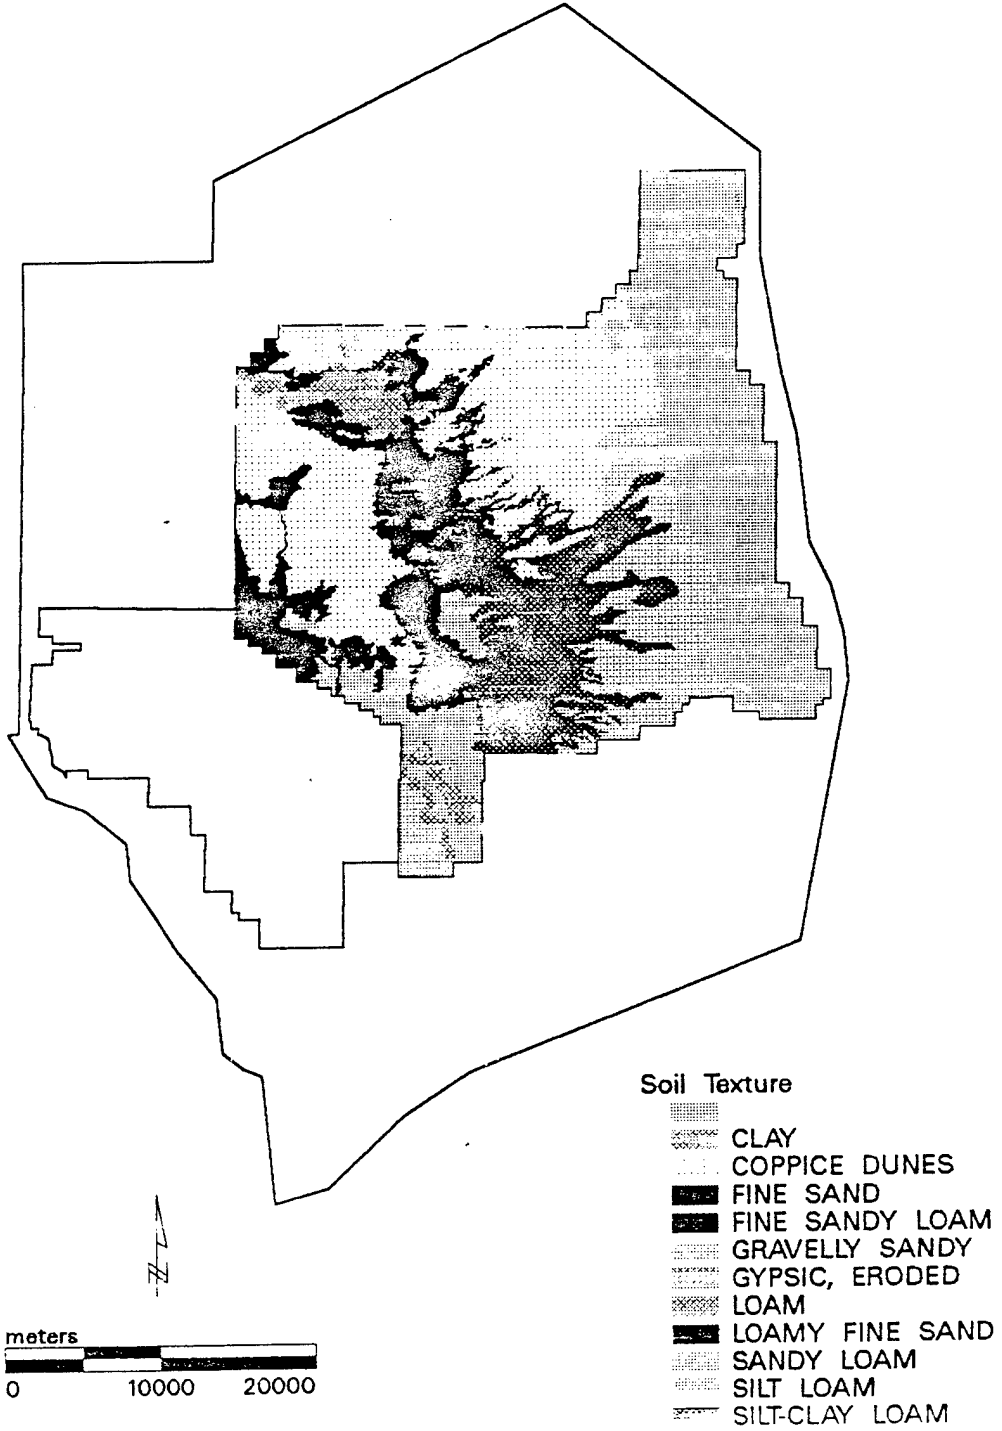 Soil Texture
CLAY
COPPICE DUNES
FINE SAND
FINE SANDY LOAM
GRAVELLY SANDY
GYPSIC, ERODED
LOAM
LOAMY FINE SAND
SANDY LOAM
SILT LOAM
SILT-CLAY LOAM
N
meters
0 10000 20000